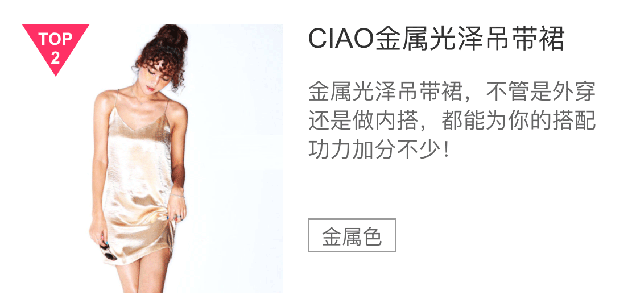 TOP
2
CIAO金属光泽吊带裙
金属光泽吊带裙，不管是外穿
还是做内搭，都能为你的搭配
功力加分不少！
金属色